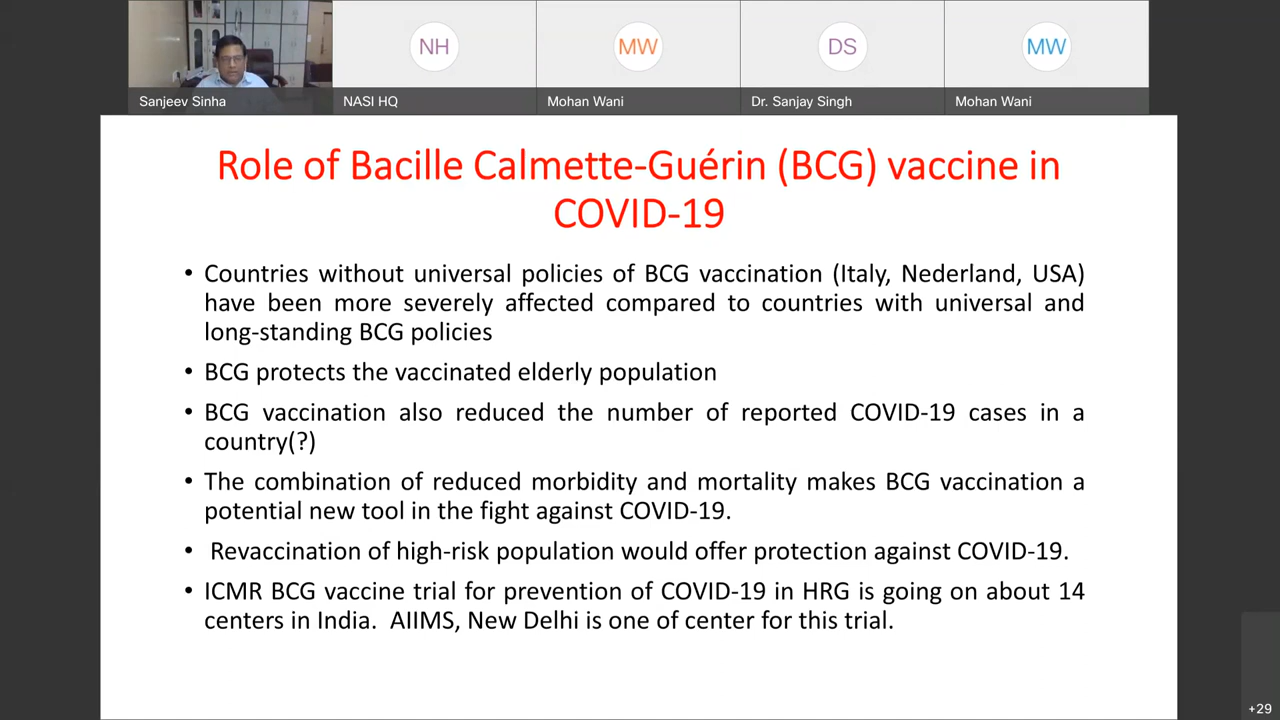 NH
MW
DS
MW
Sanjeev Sinha
NASI HQ
Mohan Wani
Dr. Sanjay Singh
Mohan Wani
Role of Bacille Calmette-Guérin (BCG) vaccine in
COVID-19
• Countries without universal policies of BCG vaccination (Italy, Nederland, USA)
have been more severely affected compared to countries with universal and
long-standing BCG policies
• BCG protects the vaccinated elderly population
• BCG vaccination also reduced the number of reported COVID-19 cases in a
country(?)
• The combination of reduced morbidity and mortality makes BCG vaccination a
potential new tool in the fight against COVID-19.
• Revaccination of high-risk population would offer protection against COVID-19.
• ICMR BCG vaccine trial for prevention of COVID-19 in HRG is going on about 14
centers in India. AIIMS, New Delhi is one of center for this trial.
+29